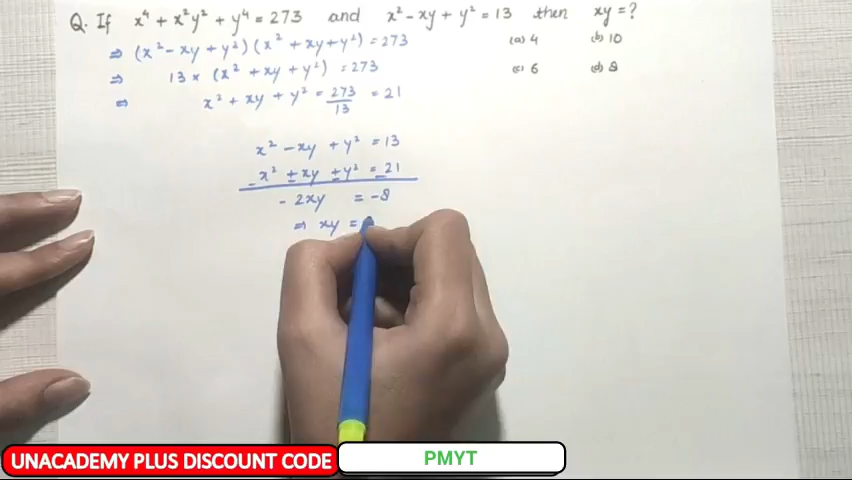 Q. If x⁴ + x²y² + y⁴ = 273 and x² - xy + y² = 13 then xy = ?
⇒ (x² - xy + y²) (x² + xy + y²) = 273 (a) 4 (b) 10
⇒ 13 × (x² + xy + y²) = 273 (c) 6 (d) 8
⇒ x² + xy + y² = 273/13 = 21
x² - xy + y² = 13
-x² ± xy ± y² = -21
- 2xy = -8
⇒ xy =
UNACADEMY PLUS DISCOUNT CODE PMYT